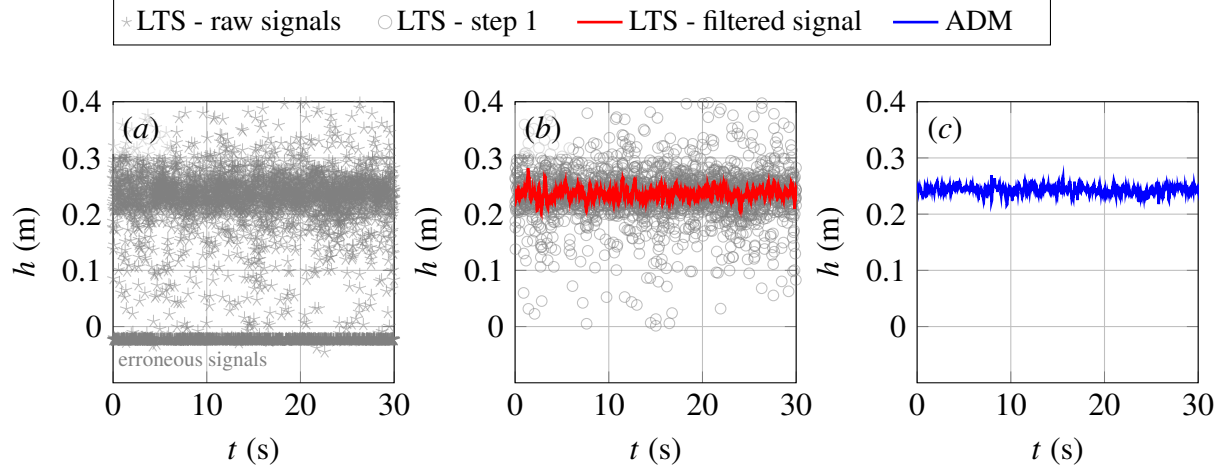 LTS - raw signals LTS - step 1 LTS - filtered signal ADM
(a) (b) (c)
0.4 0.4 0.4
0.3 0.3 0.3
0.2 0.2 0.2
0.1 0.1 0.1
0 0 0
h (m) h (m) h (m)
erroneous signals
0 10 20 30 0 10 20 30 0 10 20 30
t (s) t (s) t (s)